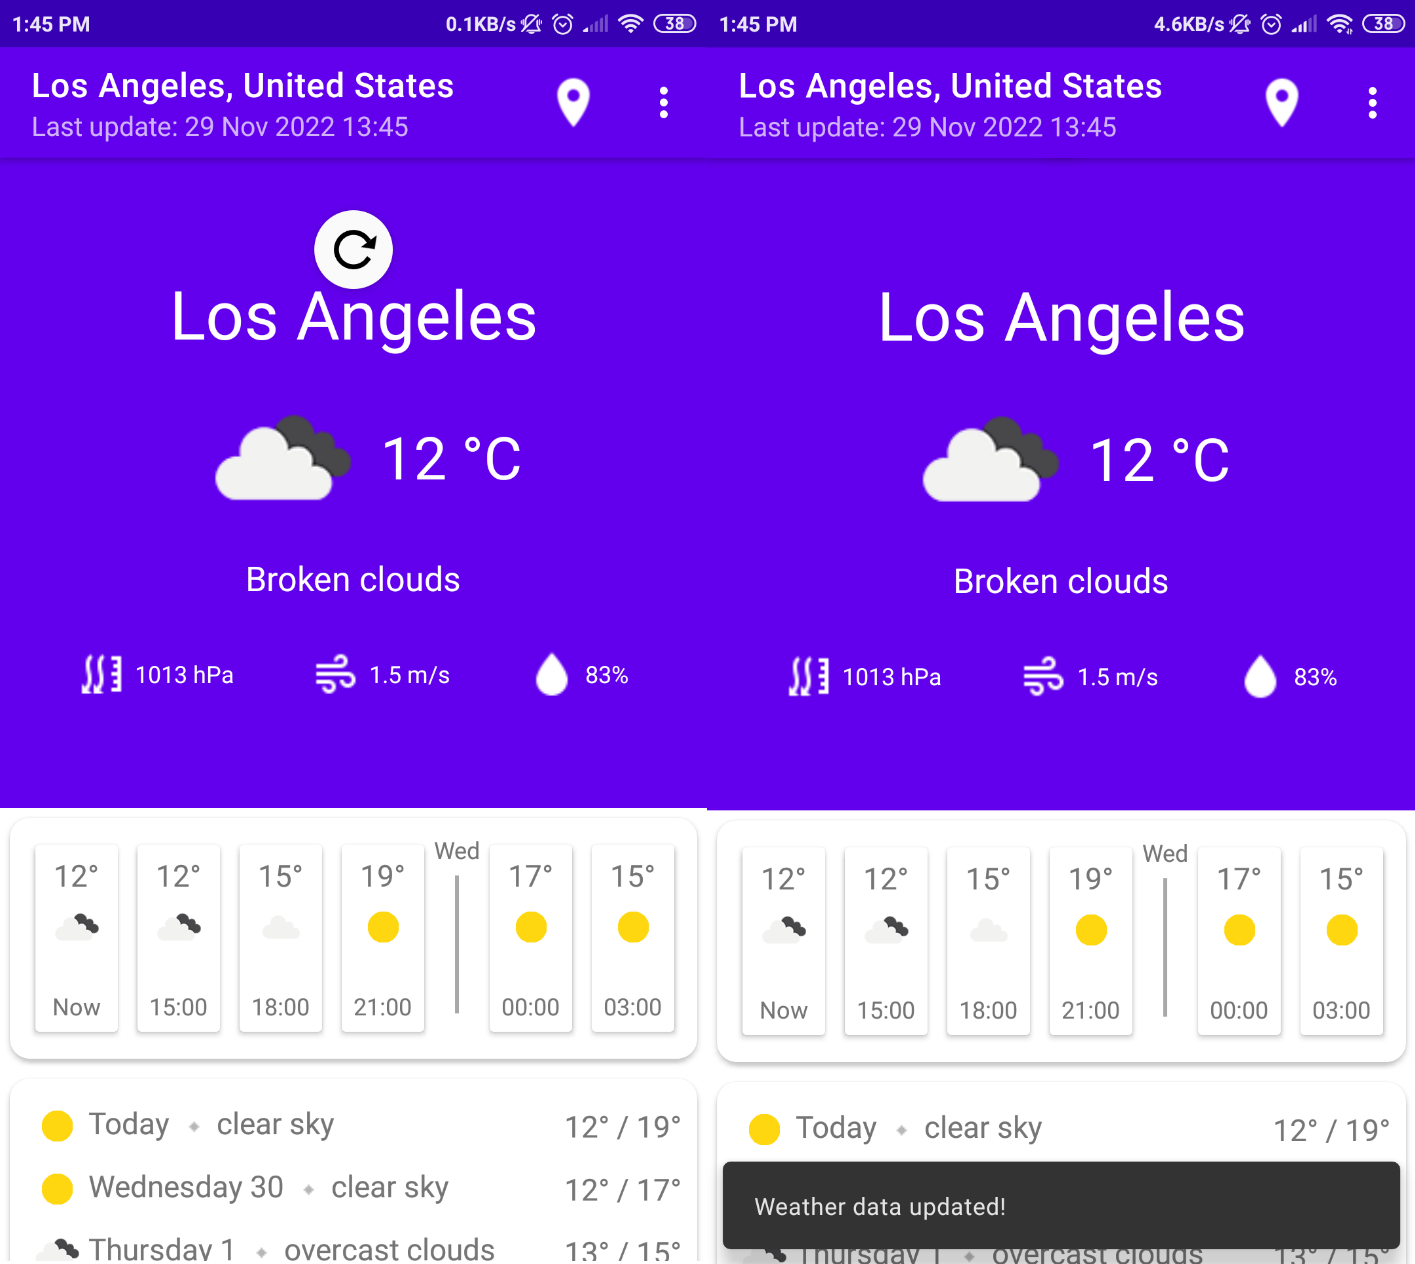 1:45 PM 0.1KB/s 38
Los Angeles, United States
Last update: 29 Nov 2022 13:45
Los Angeles
12 °C
Broken clouds
1013 hPa 1.5 m/s 83%
Wed
12° 12° 15° 19° 17° 15°
Now 15:00 18:00 21:00 00:00 03:00
Today clear sky 12° / 19°
Wednesday 30 clear sky 12° / 17°
Thursday 1 overcast clouds 13° / 15°
1:45 PM 4.6KB/s 38
Los Angeles, United States
Last update: 29 Nov 2022 13:45
Los Angeles
12 °C
Broken clouds
1013 hPa 1.5 m/s 83%
Wed
12° 12° 15° 19° 17° 15°
Now 15:00 18:00 21:00 00:00 03:00
Today clear sky 12° / 19°
Weather data updated!
Thursday 1 overcast clouds 13° / 15°